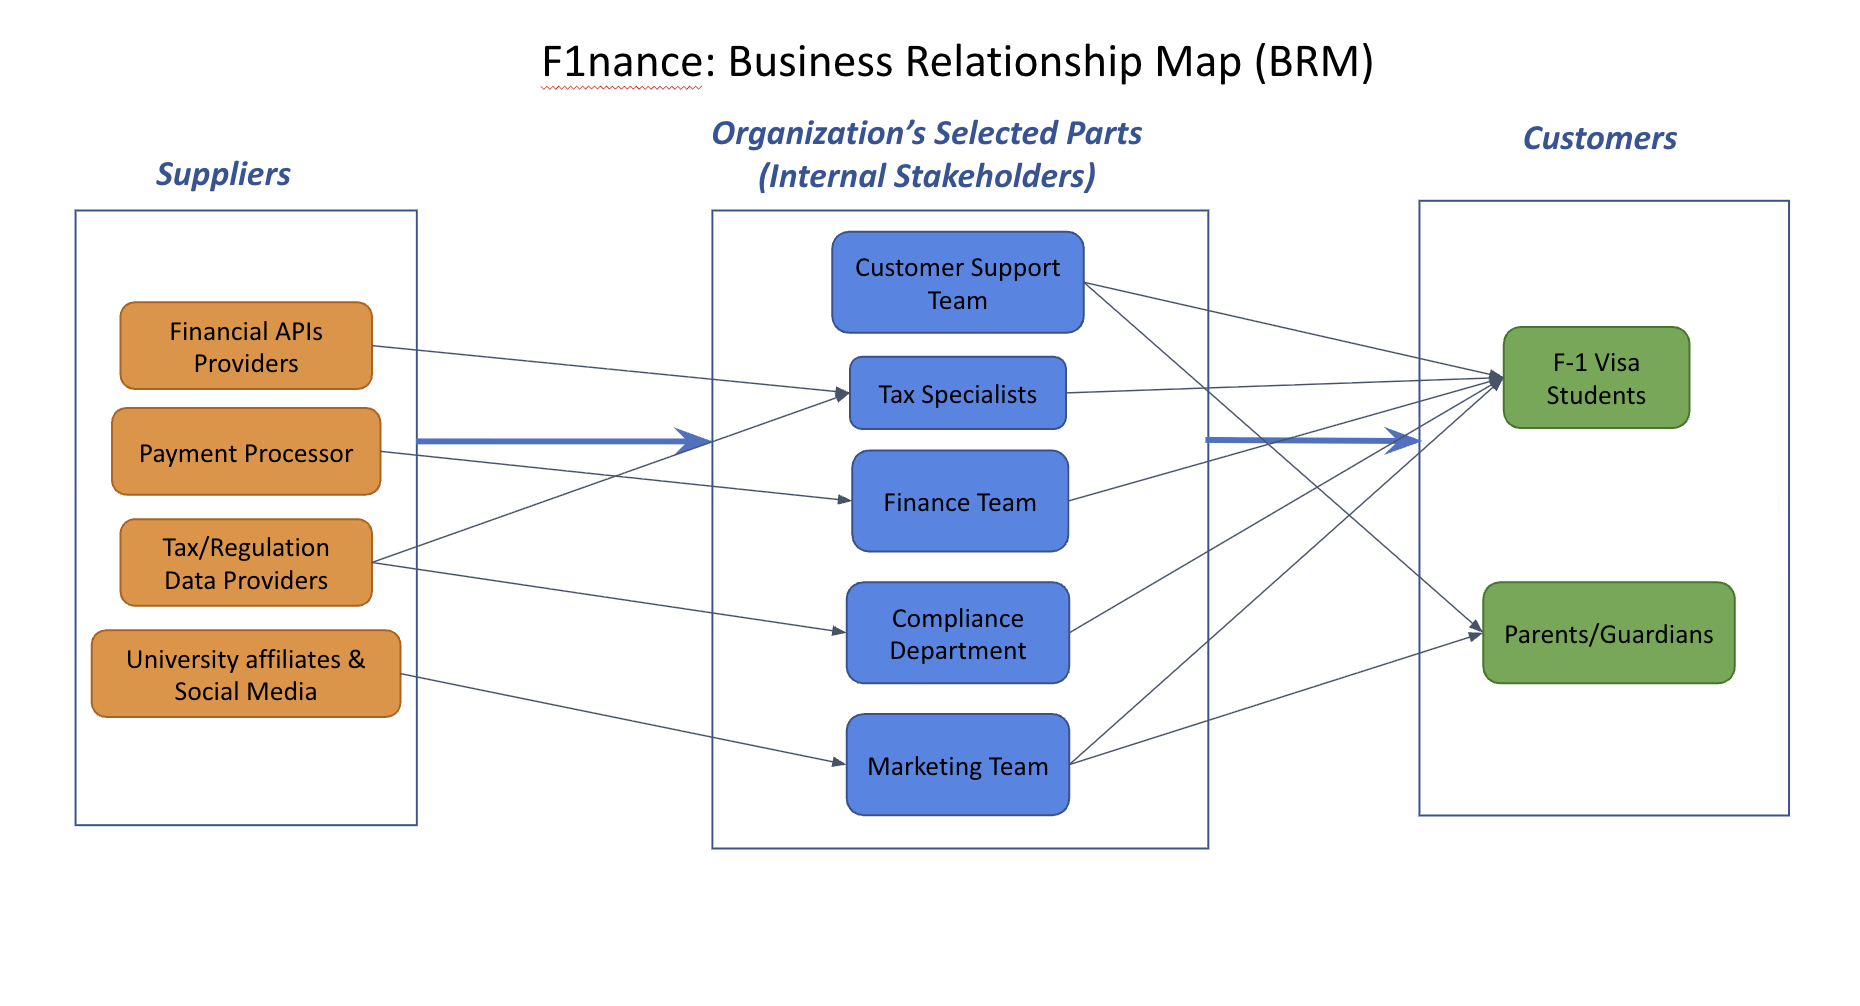 F1nance: Business Relationship Map (BRM)
Suppliers
Organization’s Selected Parts
(Internal Stakeholders)
Customers
Financial APIs
Providers
Payment Processor
Tax/Regulation
Data Providers
University affiliates &
Social Media
Customer Support
Team
Tax Specialists
Finance Team
Compliance
Department
Marketing Team
F-1 Visa
Students
Parents/Guardians